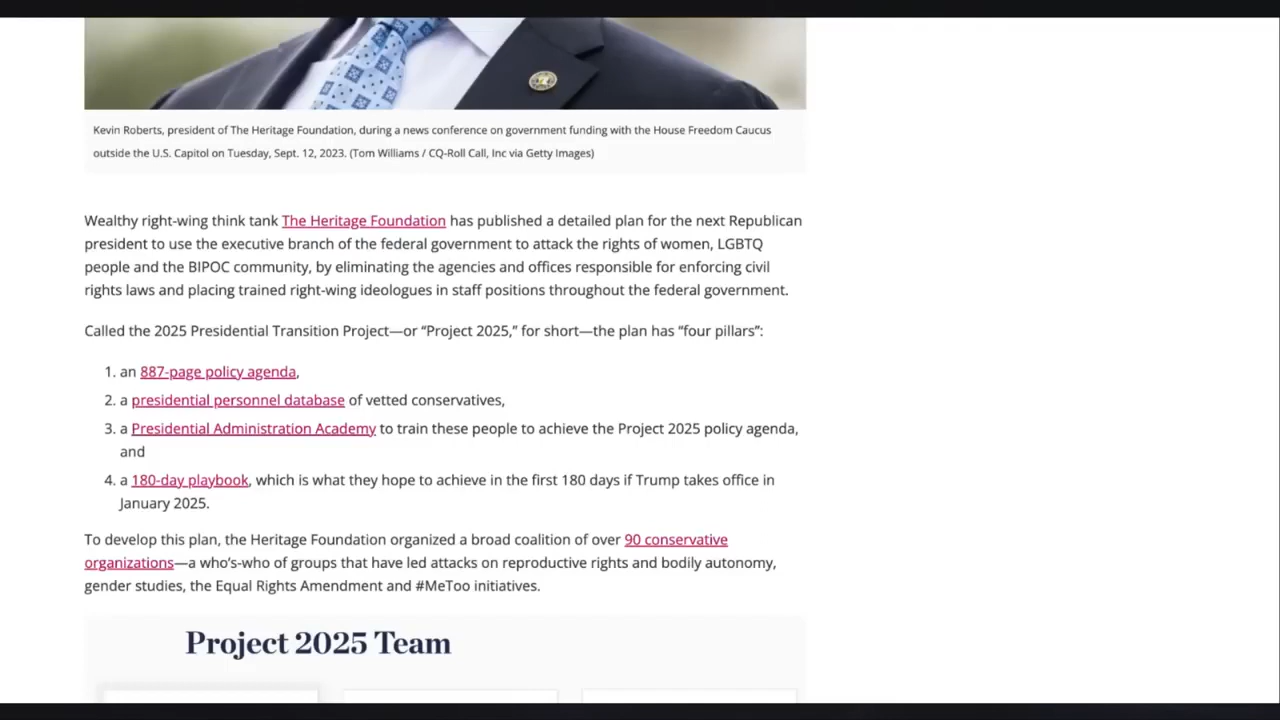 Kevin Roberts, president of The Heritage Foundation, during a news conference on government funding with the House Freedom Caucus
outside the U.S. Capitol on Tuesday, Sept. 12, 2023. (Tom Williams / CQ-Roll Call, Inc via Getty Images)
Wealthy right-wing think tank The Heritage Foundation has published a detailed plan for the next Republican
president to use the executive branch of the federal government to attack the rights of women, LGBTQ
people and the BIPOC community, by eliminating the agencies and offices responsible for enforcing civil
rights laws and placing trained right-wing ideologues in staff positions throughout the federal government.
Called the 2025 Presidential Transition Project—or “Project 2025,” for short—the plan has “four pillars”:
1. an 887-page policy agenda,
2. a presidential personnel database of vetted conservatives,
3. a Presidential Administration Academy to train these people to achieve the Project 2025 policy agenda,
and
4. a 180-day playbook, which is what they hope to achieve in the first 180 days if Trump takes office in
January 2025.
To develop this plan, the Heritage Foundation organized a broad coalition of over 90 conservative
organizations—a who’s-who of groups that have led attacks on reproductive rights and bodily autonomy,
gender studies, the Equal Rights Amendment and #MeToo initiatives.
Project 2025 Team